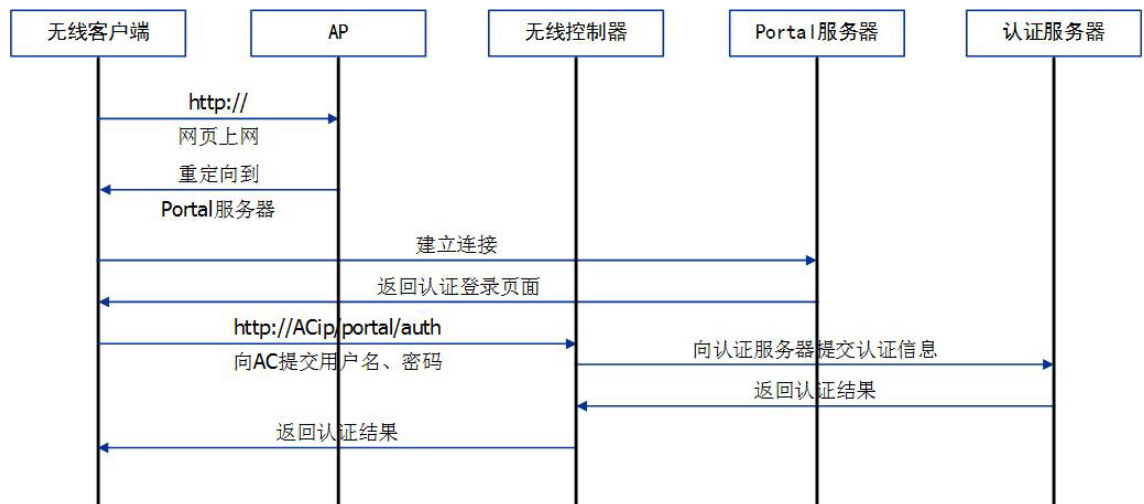 无线客户端
AP
无线控制器
Portal服务器
认证服务器
http://
网页上网
重定向到
Portal服务器
建立连接
返回认证登录页面
http://ACip/portal/auth
向AC提交用户名、密码
向认证服务器提交认证信息
返回认证结果
返回认证结果